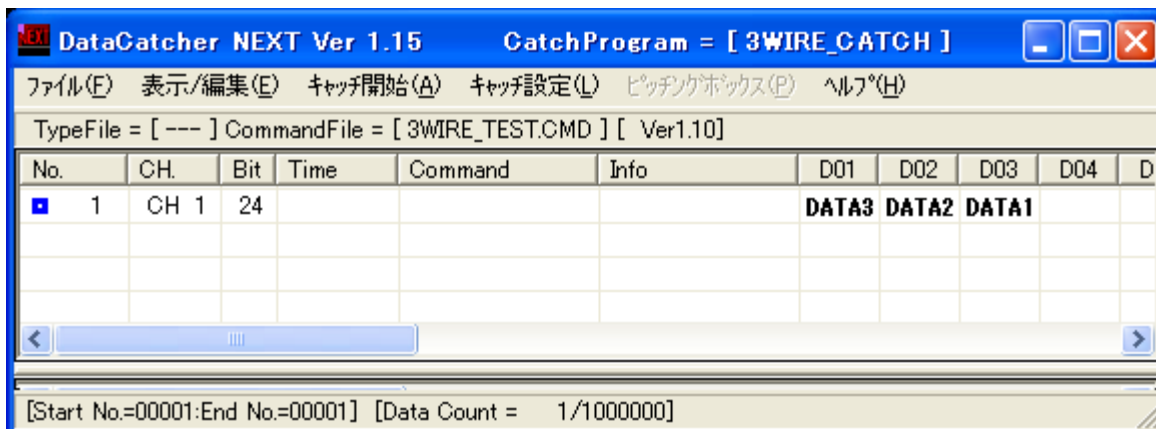 NEXT DataCatcher NEXT Ver 1.15 CatchProgram = [ 3WIRE_CATCH ]
ﾌｧｲﾙ(F) 表示/編集(E) ｷｬｯﾁ開始(A) ｷｬｯﾁ設定(L) ﾋﾟｯﾁﾝｸﾞﾎﾞｯｸｽ(P) ﾍﾙﾌﾟ(H)
TypeFile = [ --- ] CommandFile = [ 3WIRE_TEST.CMD ] [ Ver1.10]
No. CH. Bit Time Command Info D01 D02 D03 D04 D
1 CH 1 24 DATA3 DATA2 DATA1
[Start No.=00001:End No.=00001] [Data Count = 1/1000000]